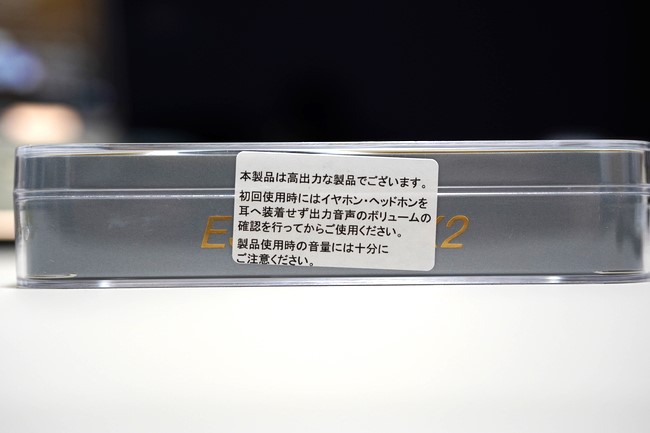 本製品は高出力な製品でございます。
初回使用時にはイヤホン・ヘッドホンを
耳へ装着せず出力音声のボリュームの
確認を行ってからご使用ください。
製品使用時の音量には十分に
ご注意ください。